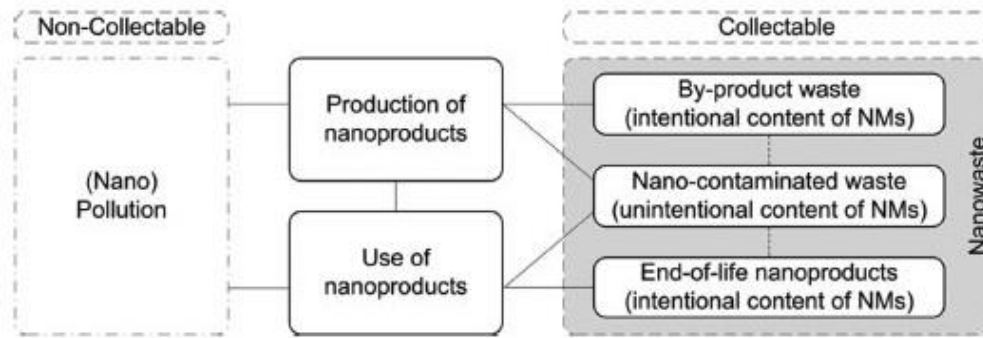 Non-Collectable
Collectable
(Nano)
Pollution
Production of
nanoproducts
Use of
nanoproducts
By-product waste
(intentional content of NMs)
Nano-contaminated waste
(unintentional content of NMs)
End-of-life nanoproducts
(intentional content of NMs)
Nanowaste